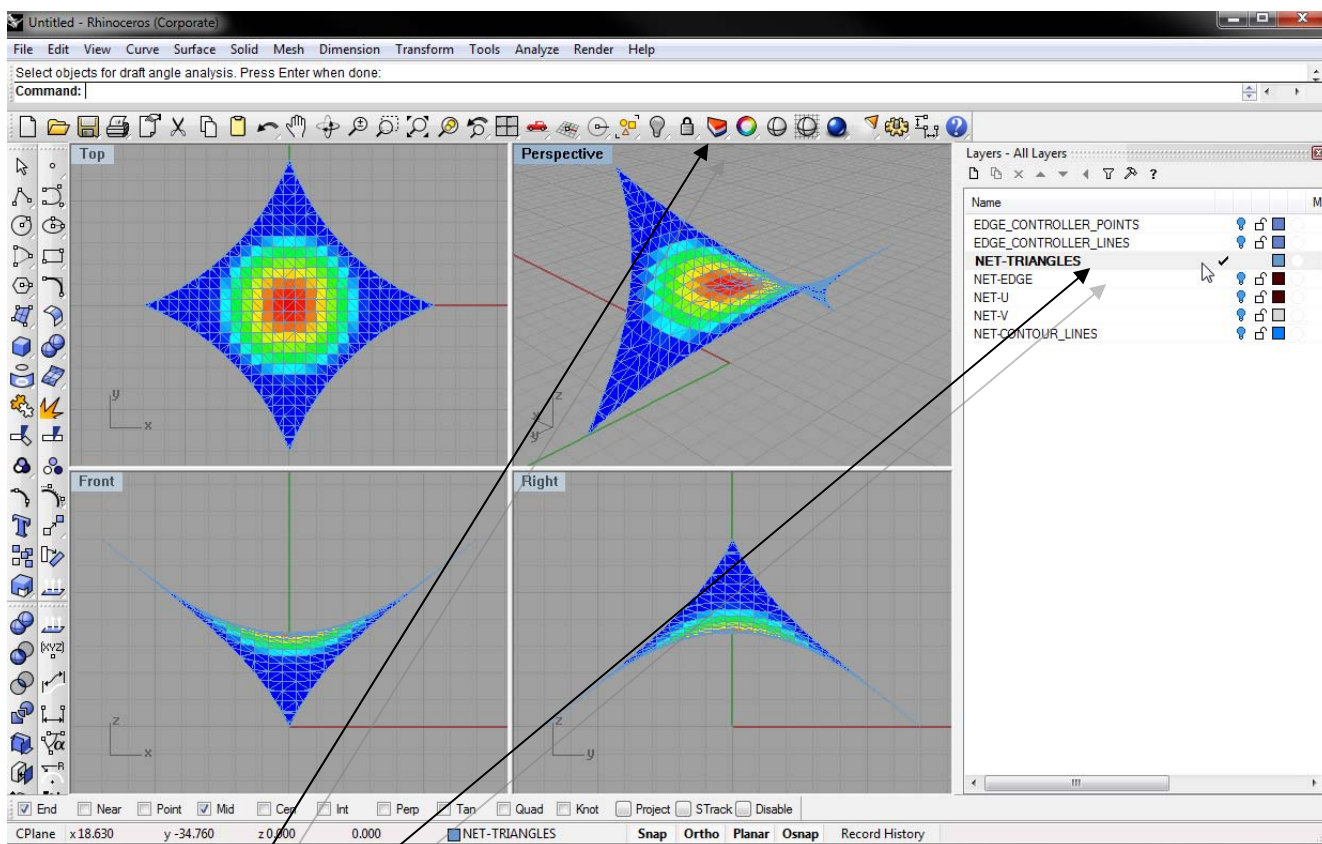 Untitled - Rhinoceros (Corporate)
File Edit View Curve Surface Solid Mesh Dimension Transform Tools Analyze Render Help
Select objects for draft angle analysis. Press Enter when done:
Command:
Top
Perspective
Layers - All Layers
Name M
EDGE_CONTROLLER_POINTS
EDGE_CONTROLLER_LINES
NET-TRIANGLES
NET-EDGE
NET-U
NET-V
NET-CONTOUR_LINES
y
x
z
x
y
Front
Right
z
x
z
y
End Near Point Mid Cen Int Perp Tan Quad Knot Project STrack Disable
CPlane x 18.630 y -34.760 z 0.000 0.000 NET-TRIANGLES Snap Ortho Planar Osnap Record History